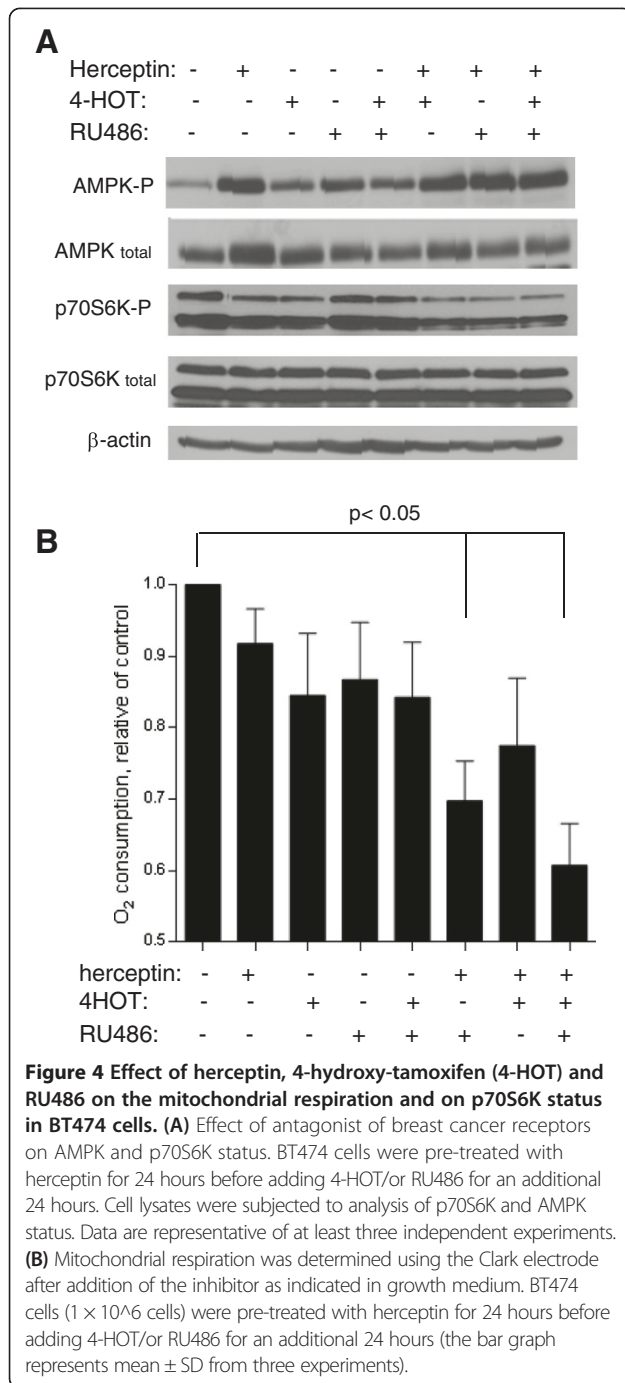 A
Herceptin: - + - - - + + +
4-HOT: - - + - + + - +
RU486: - - - + + - + +
AMPK-P
AMPK total
p70S6K-P
p70S6K total
β-actin
p< 0.05
B
O2 consumption, relative of control
1.0
0.9
0.8
0.7
0.6
0.5
herceptin: - + - - - + + +
4HOT: - - + - + - + +
RU486: - - - + + + - +
Figure 4 Effect of herceptin, 4-hydroxy-tamoxifen (4-HOT) and
RU486 on the mitochondrial respiration and on p70S6K status
in BT474 cells. (A) Effect of antagonist of breast cancer receptors
on AMPK and p70S6K status. BT474 cells were pre-treated with
herceptin for 24 hours before adding 4-HOT/or RU486 for an additional
24 hours. Cell lysates were subjected to analysis of p70S6K and AMPK
status. Data are representative of at least three independent experiments.
(B) Mitochondrial respiration was determined using the Clark electrode
after addition of the inhibitor as indicated in growth medium. BT474
cells (1 × 10^6 cells) were pre-treated with herceptin for 24 hours before
adding 4-HOT/or RU486 for an additional 24 hours (the bar graph
represents mean ± SD from three experiments).